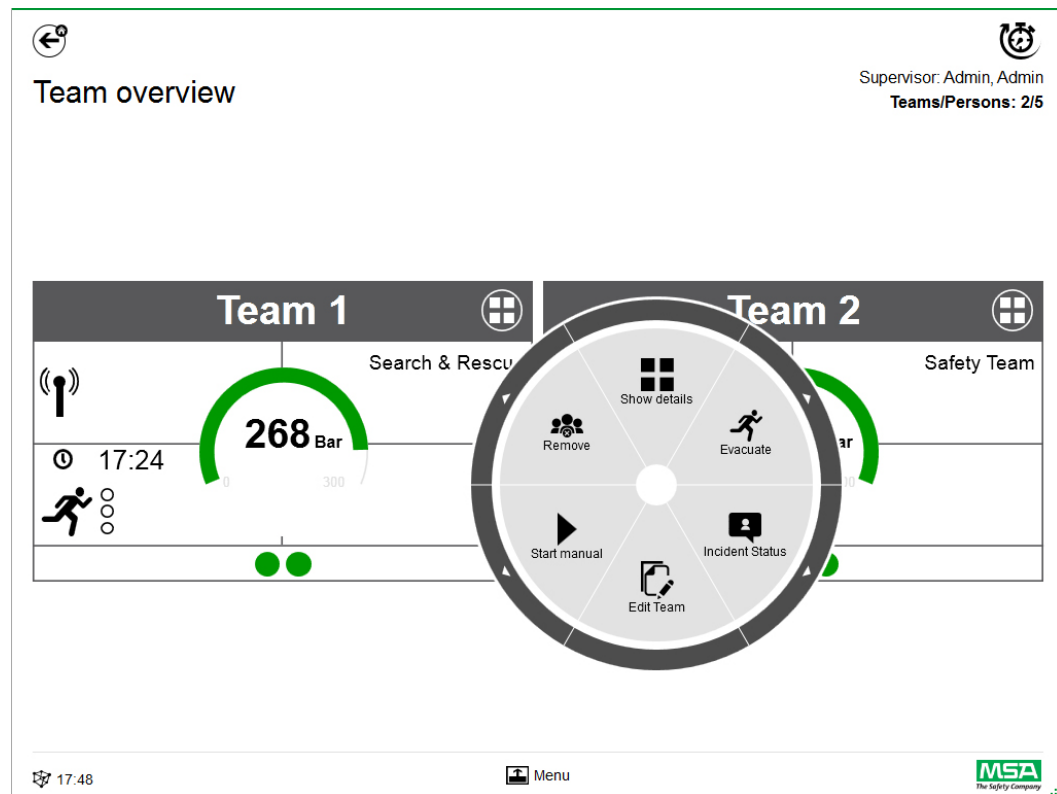 Team overview
Supervisor: Admin, Admin
Teams/Persons: 2/5
Team 1
Team 2
Search & Rescu
Safety Team
268 Bar
0
300
17:24
Show details
Remove
Evacuate
Start manual
Incident Status
Edit Team
17:48
Menu
MSA
The Safety Company